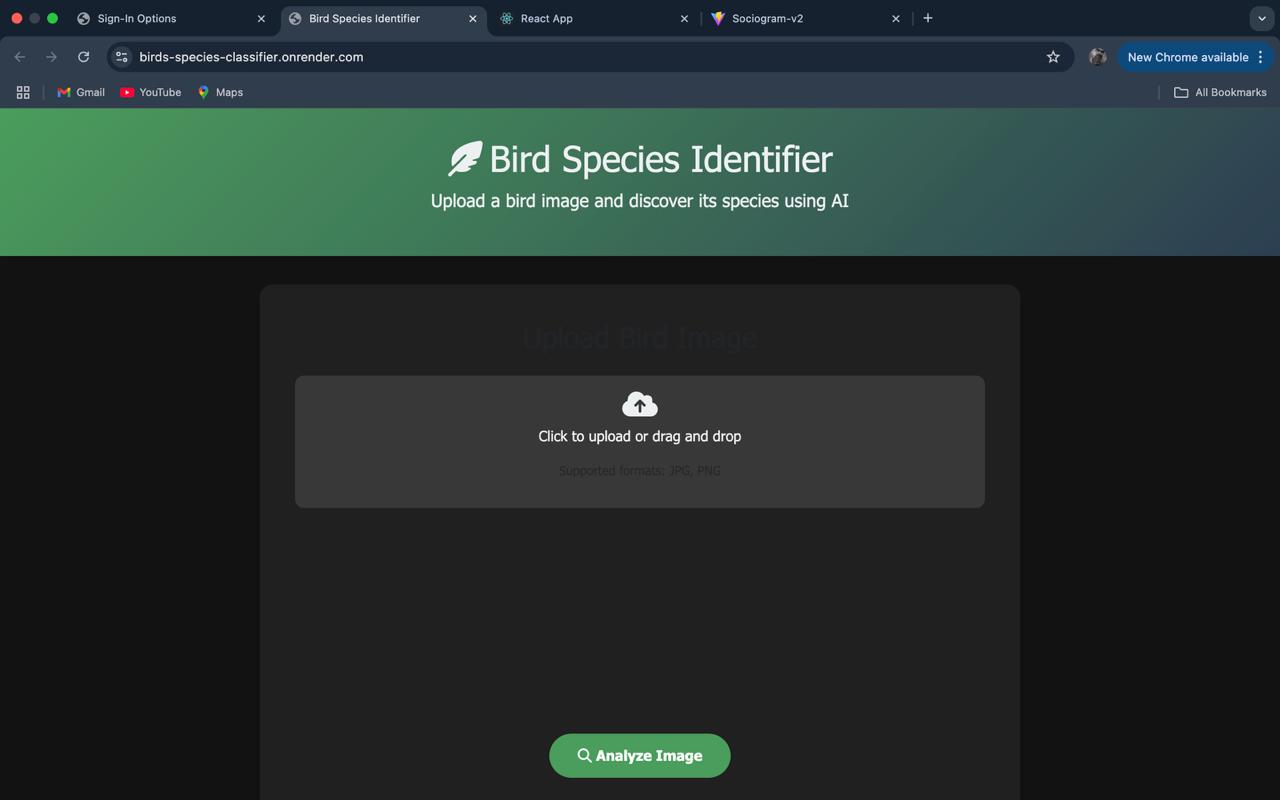 Sign-In Options
Bird Species Identifier
React App
Sociogram-v2
birds-species-classifier.onrender.com
New Chrome available
Gmail
YouTube
Maps
All Bookmarks
Bird Species Identifier
Upload a bird image and discover its species using AI
Upload Bird Image
Click to upload or drag and drop
Supported formats: JPG, PNG
Analyze Image